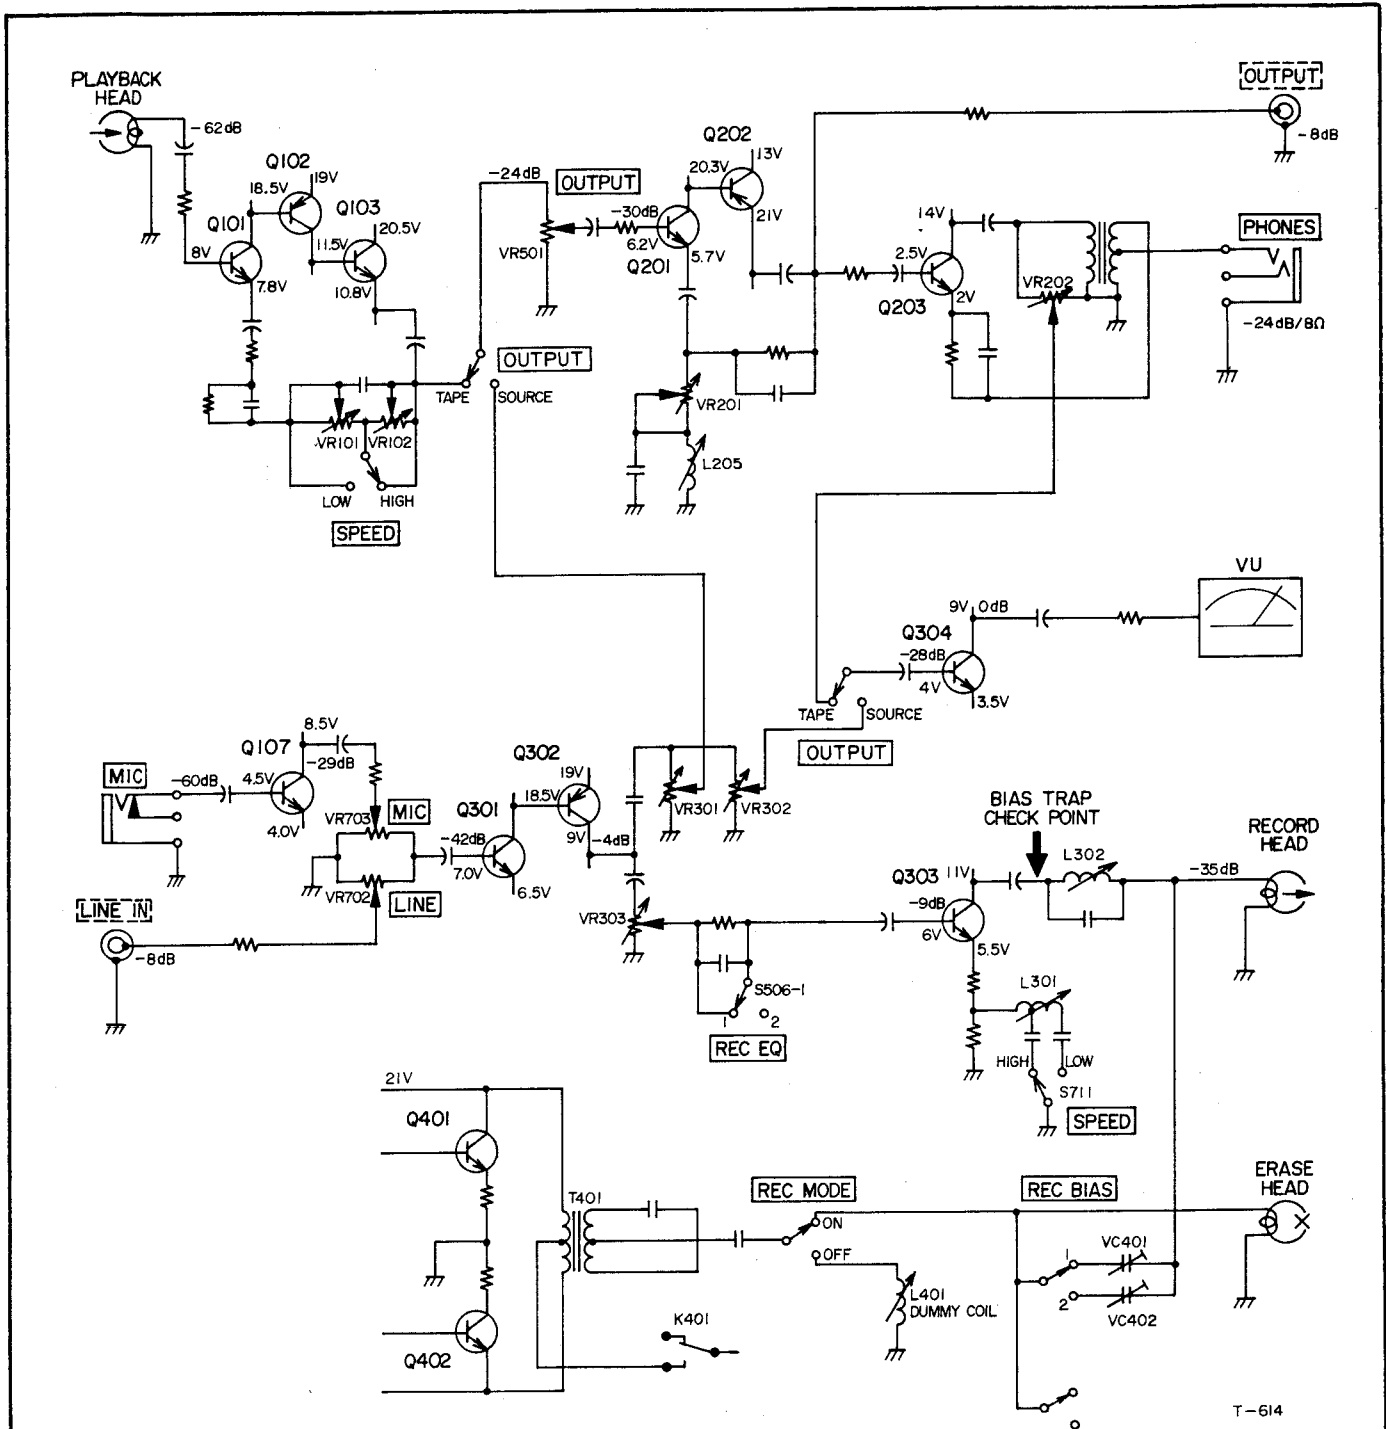 PLAYBACK
HEAD
-62dB
Q102
19V
18.5V
Q103
Q101
20.5V
11.5V
8V
7.8V
10.8V
-24dB
OUTPUT
VR501
-30dB
6.2V
Q201
5.7V
20.3V
Q202
13V
21V
OUTPUT
-8dB
14V
2.5V
Q203
2V
VR202
PHONES
-24dB/8Ω
OUTPUT
TAPE
SOURCE
VR101
VR102
LOW
HIGH
SPEED
VR201
L205
VU
9V
0dB
Q304
-28dB
4V
3.5V
TAPE
SOURCE
OUTPUT
8.5V
Q107
-29dB
MIC
-60dB
4.5V
4.0V
VR703
MIC
VR702
LINE
LINE IN
-8dB
Q301
-42dB
7.0V
6.5V
Q302
19V
18.5V
9V
-4dB
VR301
VR302
VR303
S506-1
1
2
REC EQ
BIAS TRAP
CHECK POINT
L302
Q303
11V
-9dB
6V
5.5V
-35dB
RECORD
HEAD
L301
HIGH
LOW
S711
SPEED
21V
Q401
Q402
T401
K401
REC MODE
ON
OFF
L401
DUMMY COIL
REC BIAS
1
VC401
2
VC402
ERASE
HEAD
T-614